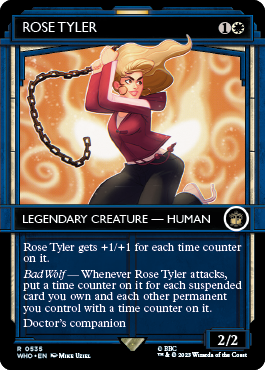 ROSE TYLER 1
LEGENDARY CREATURE — HUMAN
Rose Tyler gets +1/+1 for each time counter
on it.
Bad Wolf — Whenever Rose Tyler attacks,
put a time counter on it for each suspended
card you own and each other permanent
you control with a time counter on it.
Doctor's companion
2/2
R 0535
WHO • EN MIKE UZIEL
© BBC
™ & © 2023 Wizards of the Coast